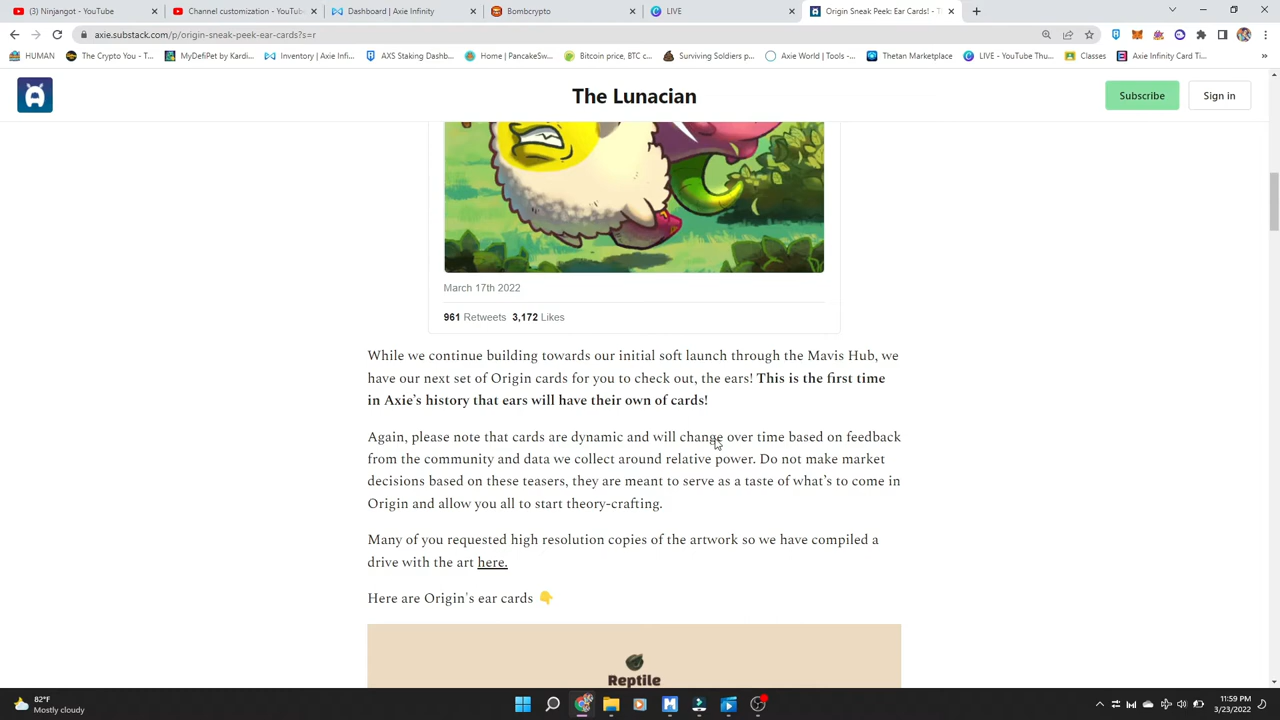 (3) Ninjangot - YouTube
Channel customization - YouTub
Dashboard | Axie Infinity
Bombcrypto
LIVE
Origin Sneak Peek: Ear Cards! - T
axie.substack.com/p/origin-sneak-peek-ear-cards?s=r
HUMAN
The Crypto You - T...
MyDefiPet by Kardi...
Inventory | Axie Infi...
AXS Staking Dashb...
Home | PancakeSw...
Bitcoin price, BTC c...
Surviving Soldiers p...
Axie World | Tools -...
Thetan Marketplace
LIVE - YouTube Thu...
Classes
Axie Infinity Card Ti...
»
The Lunacian
Subscribe
Sign in
March 17th 2022
961 Retweets 3,172 Likes
While we continue building towards our initial soft launch through the Mavis Hub, we
have our next set of Origin cards for you to check out, the ears! This is the first time
in Axie's history that ears will have their own of cards!
Again, please note that cards are dynamic and will change over time based on feedback
from the community and data we collect around relative power. Do not make market
decisions based on these teasers, they are meant to serve as a taste of what's to come in
Origin and allow you all to start theory-crafting.
Many of you requested high resolution copies of the artwork so we have compiled a
drive with the art here.
Here are Origin's ear cards 👇
Reptile
82°F
Mostly cloudy
11:59 PM
3/23/2022